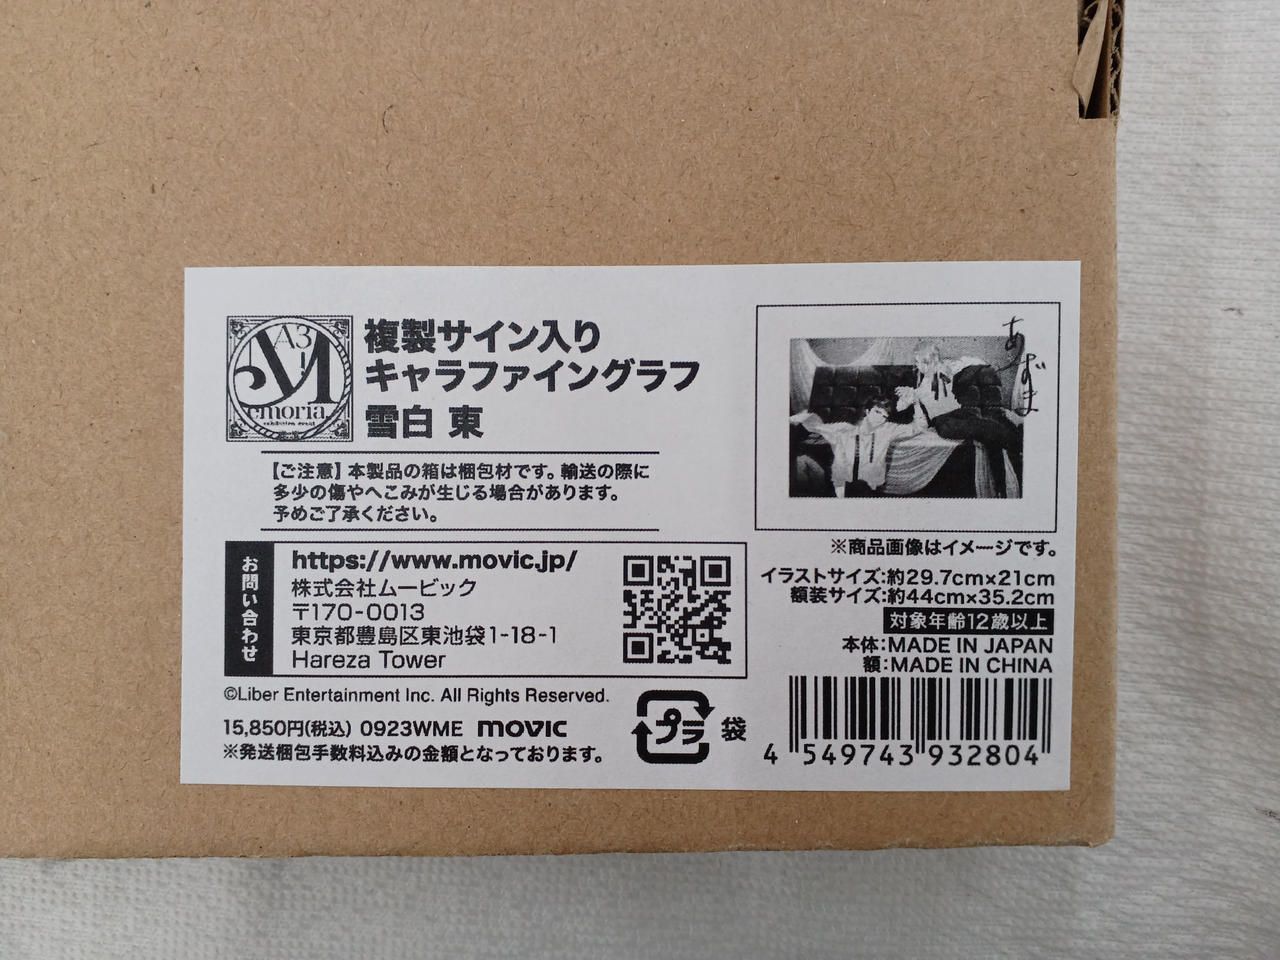 A3!
Memoria
exhibition event
複製サイン入り
キャラファイングラフ
雪白 東
【ご注意】本製品の箱は梱包材です。輸送の際に
多少の傷やへこみが生じる場合があります。
予めご了承ください。
お問い合わせ
https://www.movic.jp/
株式会社ムービック
〒170-0013
東京都豊島区東池袋1-18-1
Hareza Tower
©Liber Entertainment Inc. All Rights Reserved.
15,850円(税込) 0923WME movic
※発送梱包手数料込みの金額となっております。
プラ
袋
あずま
※商品画像はイメージです。
イラストサイズ:約29.7cm×21cm
額装サイズ:約44cm×35.2cm
対象年齢12歳以上
本体:MADE IN JAPAN
額:MADE IN CHINA
4 549743 932804